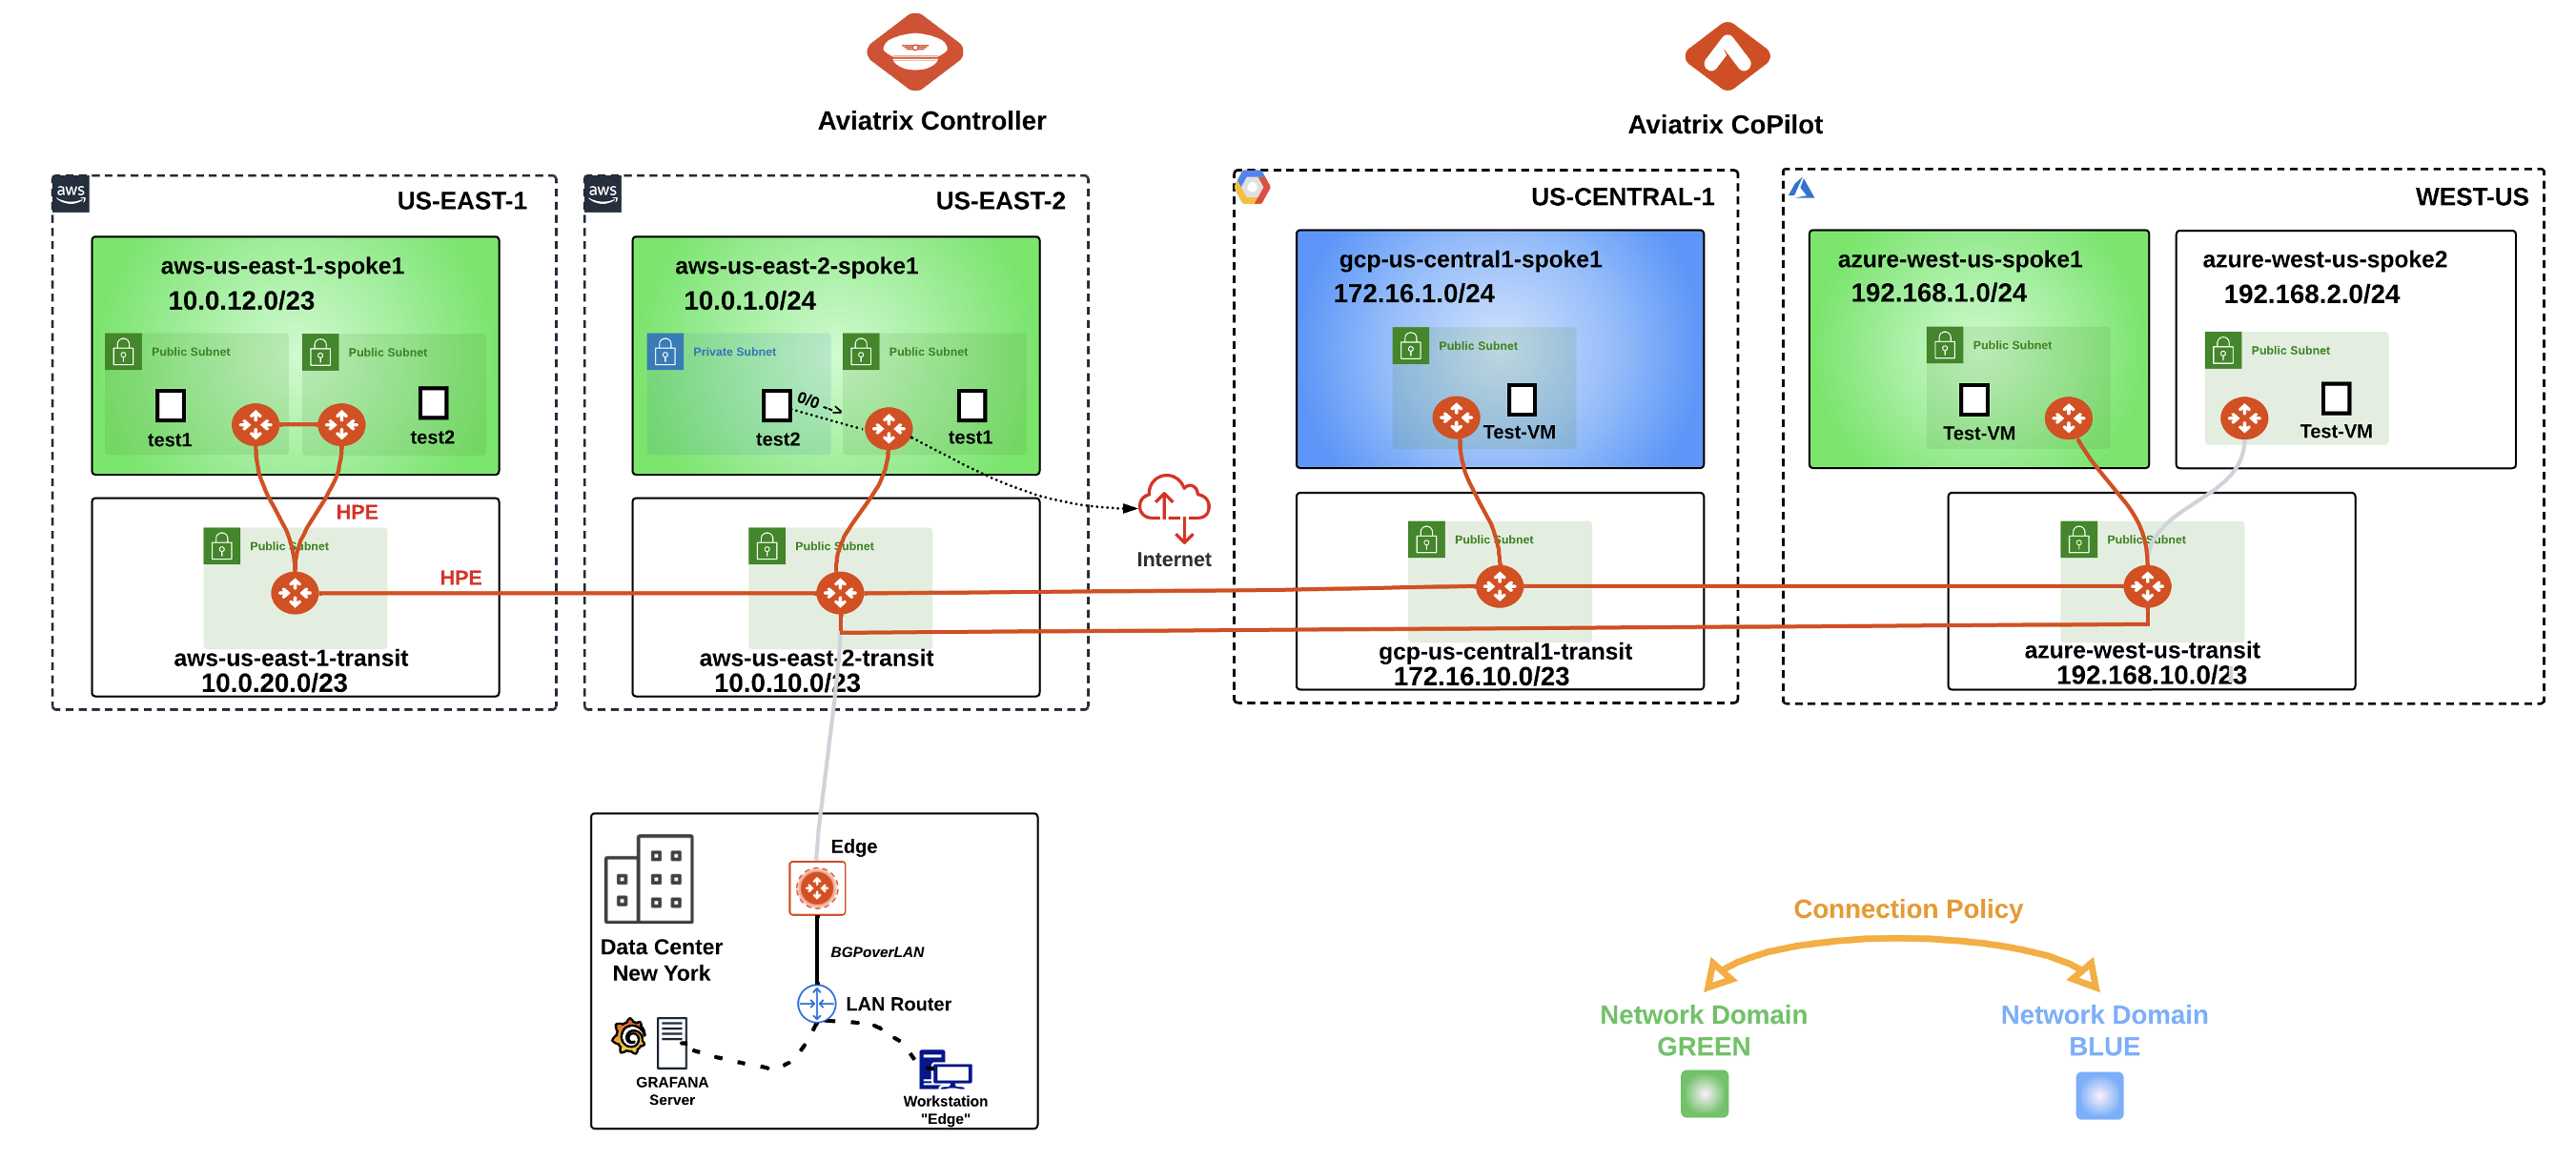 Aviatrix Controller
Aviatrix CoPilot
aws
US-EAST-1
aws-us-east-1-spoke1
10.0.12.0/23
Public Subnet
Public Subnet
test1
test2
HPE
Public Subnet
HPE
aws-us-east-1-transit
10.0.20.0/23
aws
US-EAST-2
aws-us-east-2-spoke1
10.0.1.0/24
Private Subnet
Public Subnet
0/0 -->
test2
test1
Public Subnet
aws-us-east-2-transit
10.0.10.0/23
Internet
US-CENTRAL-1
gcp-us-central1-spoke1
172.16.1.0/24
Public Subnet
Test-VM
Public Subnet
gcp-us-central1-transit
172.16.10.0/23
WEST-US
azure-west-us-spoke1
192.168.1.0/24
Public Subnet
Test-VM
azure-west-us-spoke2
192.168.2.0/24
Public Subnet
Test-VM
Public Subnet
azure-west-us-transit
192.168.10.0/23
Edge
Data Center
New York
BGPoverLAN
LAN Router
GRAFANA
Server
Workstation
"Edge"
Connection Policy
Network Domain
GREEN
Network Domain
BLUE